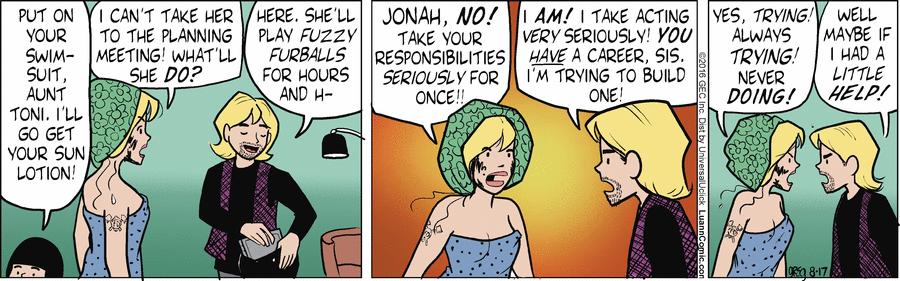 PUT ON
YOUR
SWIM-
SUIT,
AUNT
TONI. I'LL
GO GET
YOUR SUN
LOTION!
I CAN'T TAKE HER
TO THE PLANNING
MEETING! WHAT'LL
SHE DO?
HERE. SHE'LL
PLAY FUZZY
FURBALLS
FOR HOURS
AND H-
JONAH, NO!
TAKE YOUR
RESPONSIBILITIES
SERIOUSLY FOR
ONCE!!
I AM! I TAKE ACTING
VERY SERIOUSLY! YOU
HAVE A CAREER, SIS.
I'M TRYING TO BUILD
ONE!
©2016 GEC Inc. Dist by UniversalUclick LuannComic.com
YES, TRYING!
ALWAYS
TRYING!
NEVER
DOING!
WELL
MAYBE IF
I HAD A
LITTLE
HELP!
GREG 8-17